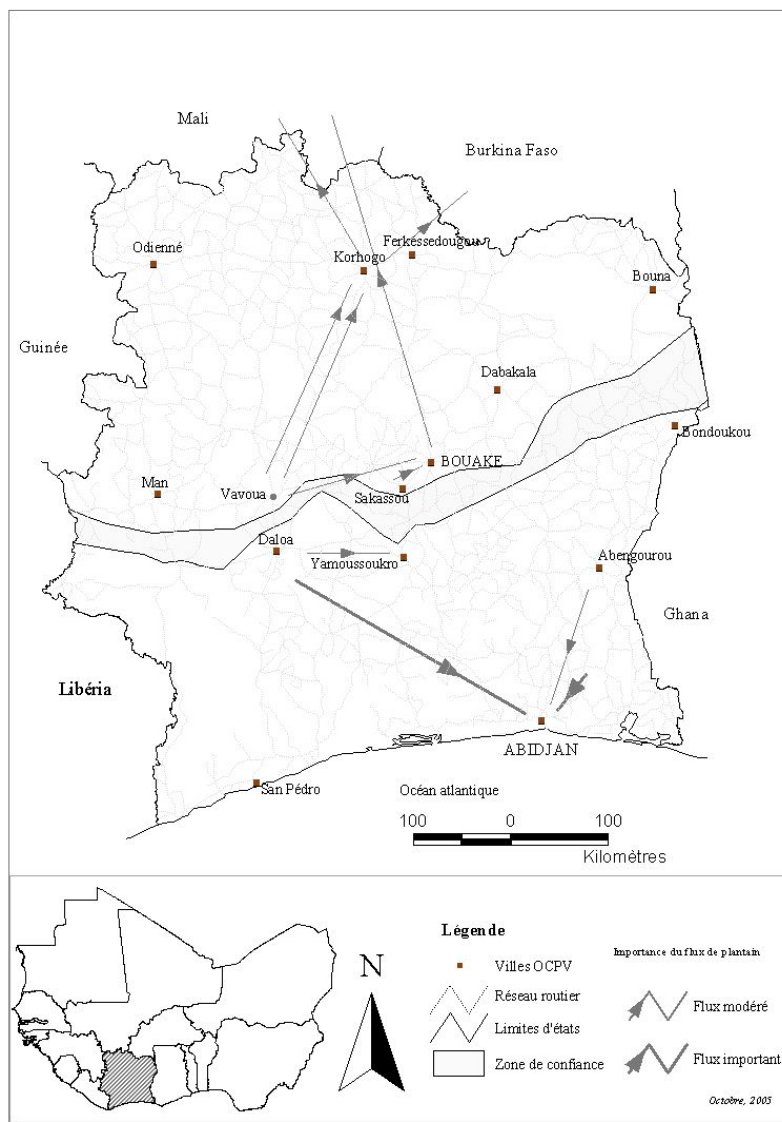 Mali
Burkina Faso
Odienné
Korhogo
Ferkessedougou
Bouna
Guinée
Dabakala
Bondoukou
BOUAKE
Man
Vavoua
Sakassou
Daloa
Yamoussoukro
Abengourou
Ghana
Libéria
ABIDJAN
San Pédro
Océan atlantique
100 0 100
Kilomètres
Légende
Villes OCPV
Réseau routier
Limites d'états
Zone de confiance
Importance du flux de plantain
Flux modéré
Flux important
N
Octobre, 2005